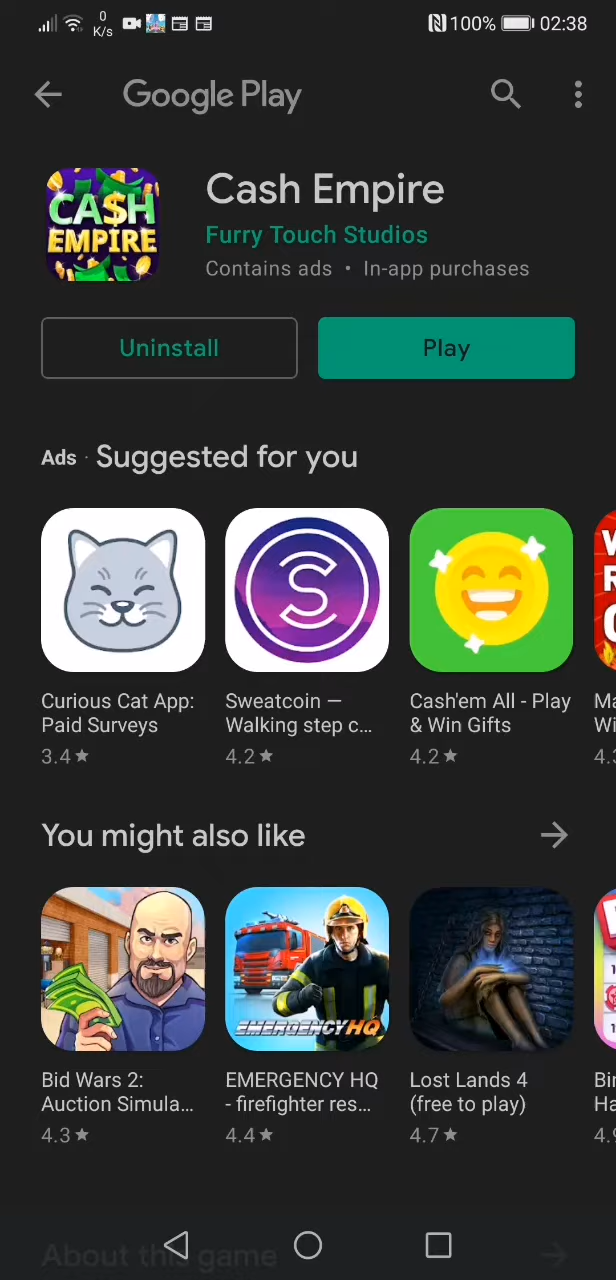 0
K/s
100%
02:38
Google Play
CA$H
EMPIRE
Cash Empire
Furry Touch Studios
Contains ads • In-app purchases
Uninstall
Play
Ads · Suggested for you
S
Curious Cat App:
Paid Surveys
3.4★
Sweatcoin —
Walking step c...
4.2★
Cash'em All - Play
& Win Gifts
4.2★
You might also like
EMERGENCY HQ
Bid Wars 2:
Auction Simula...
4.3★
EMERGENCY HQ
- firefighter res...
4.4★
Lost Lands 4
(free to play)
4.7★
About this game